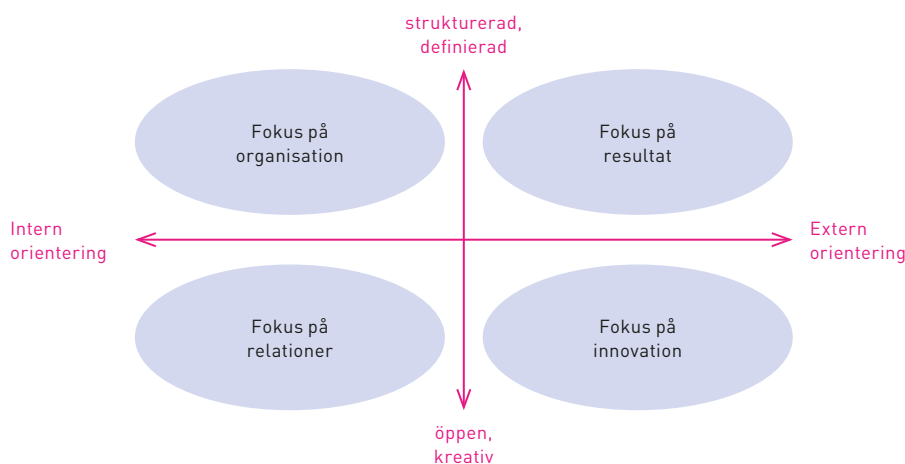 strukturerad,
definierad
Fokus på
organisation
Fokus på
resultat
Intern
orientering
Extern
orientering
Fokus på
relationer
Fokus på
innovation
öppen,
kreativ